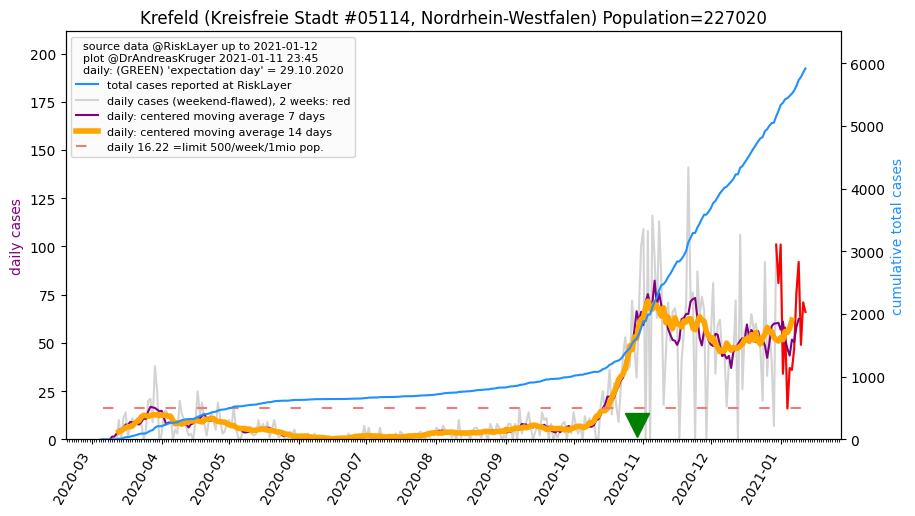 Krefeld (Kreisfreie Stadt #05114, Nordrhein-Westfalen) Population=227020
source data @RiskLayer up to 2021-01-12
plot @DrAndreasKruger 2021-01-11 23:45
daily: (GREEN) 'expectation day' = 29.10.2020
total cases reported at RiskLayer
daily cases (weekend-flawed), 2 weeks: red
daily: centered moving average 7 days
daily: centered moving average 14 days
daily 16.22 =limit 500/week/1mio pop.
daily cases
200
175
150
125
100
75
50
25
0
6000
5000
4000
3000
2000
1000
0
cumulative total cases
2020-03
2020-04
2020-05
2020-06
2020-07
2020-08
2020-09
2020-10
2020-11
2020-12
2021-01